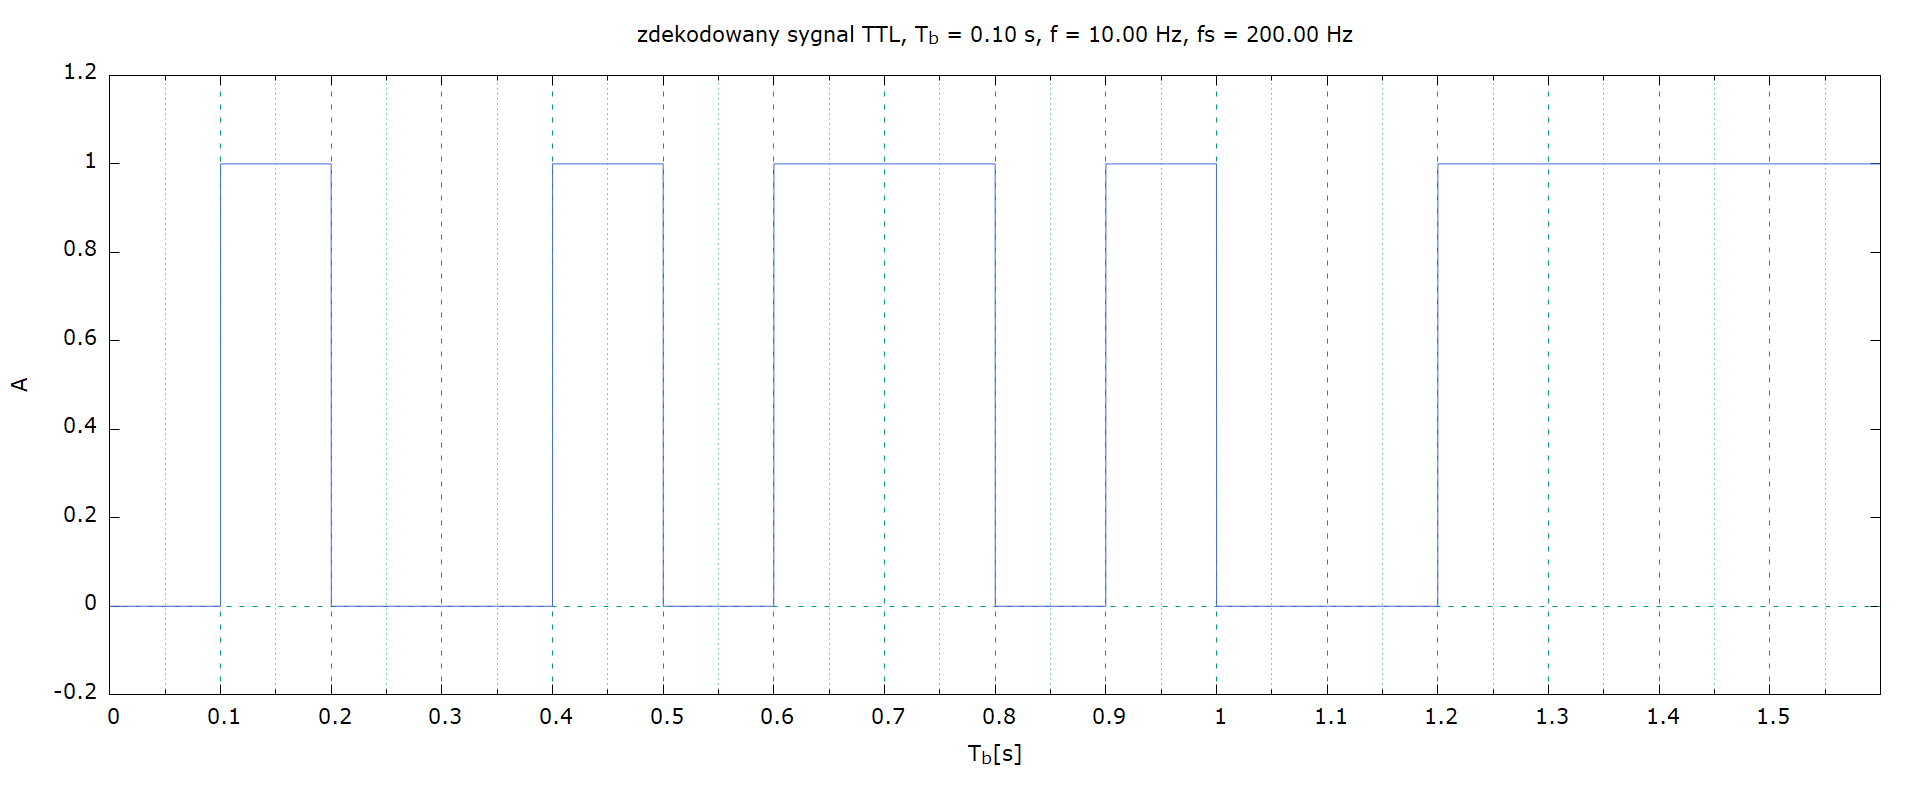 zdekodowany sygnal TTL, Tb = 0.10 s, f = 10.00 Hz, fs = 200.00 Hz
1.2
1
0.8
0.6
0.4
0.2
0
-0.2
A
0 0.1 0.2 0.3 0.4 0.5 0.6 0.7 0.8 0.9 1 1.1 1.2 1.3 1.4 1.5
Tb[s]